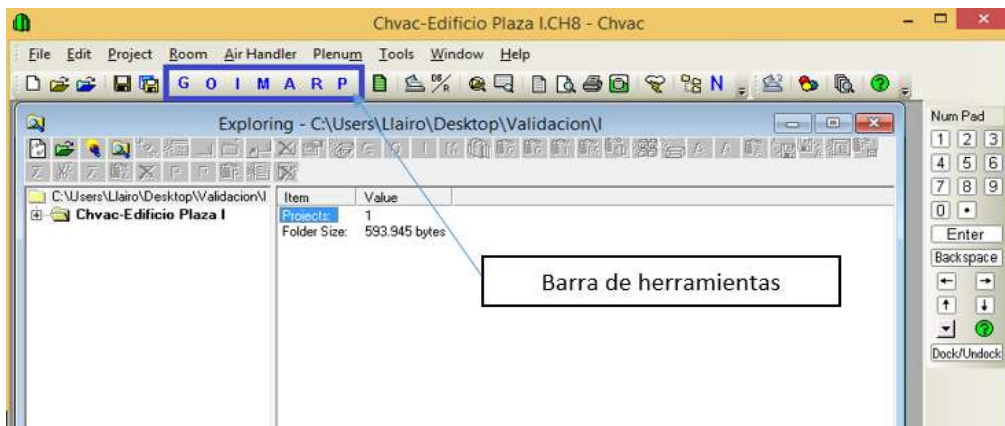 Chvac-Edificio Plaza I.CH8 - Chvac
File Edit Project Room Air Handler Plenum Tools Window Help
G O I M A R P N
Exploring - C:\Users\Llairo\Desktop\Validacion\I
C:\Users\Llairo\Desktop\Validacion\I
Chvac-Edificio Plaza I
Item Value
Projects: 1
Folder Size: 593.945 bytes
Barra de herramientas
Num Pad
1 2 3
4 5 6
7 8 9
0 •
Enter
Backspace
Dock/Undock